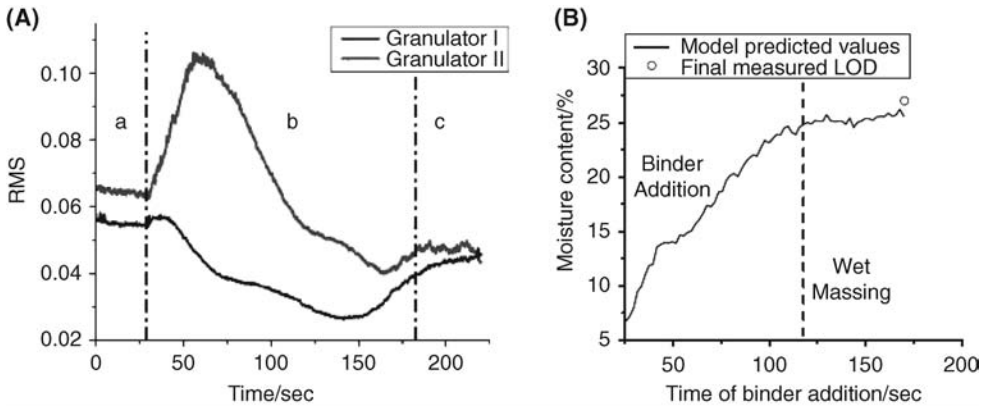 (A)
Granulator I
Granulator II
a
b
c
RMS
0.10
0.08
0.06
0.04
0.02
0
50
100
150
200
Time/sec
(B)
Model predicted values
Final measured LOD
Binder
Addition
Wet
Massing
Moisture content/%
30
25
20
15
10
5
50
100
150
200
Time of binder addition/sec